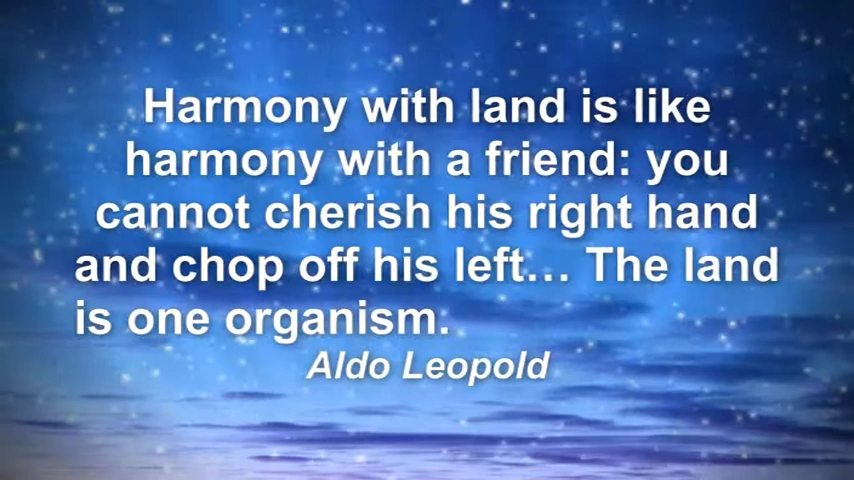 Harmony with land is like
harmony with a friend: you
cannot cherish his right hand
and chop off his left… The land
is one organism.
Aldo Leopold